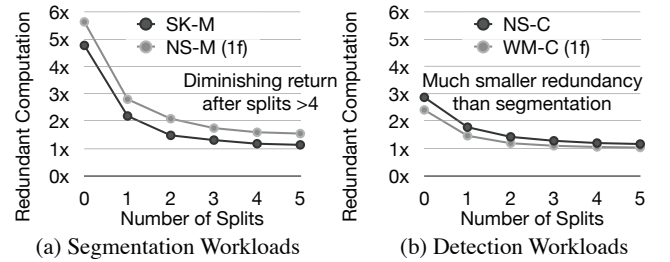 Redundant Computation
6x
5x
4x
3x
2x
1x
0x
SK-M
NS-M (1f)
Diminishing return
after splits >4
0 1 2 3 4 5
Number of Splits
(a) Segmentation Workloads
Redundant Computation
6x
5x
4x
3x
2x
1x
0x
NS-C
WM-C (1f)
Much smaller redundancy
than segmentation
0 1 2 3 4 5
Number of Splits
(b) Detection Workloads